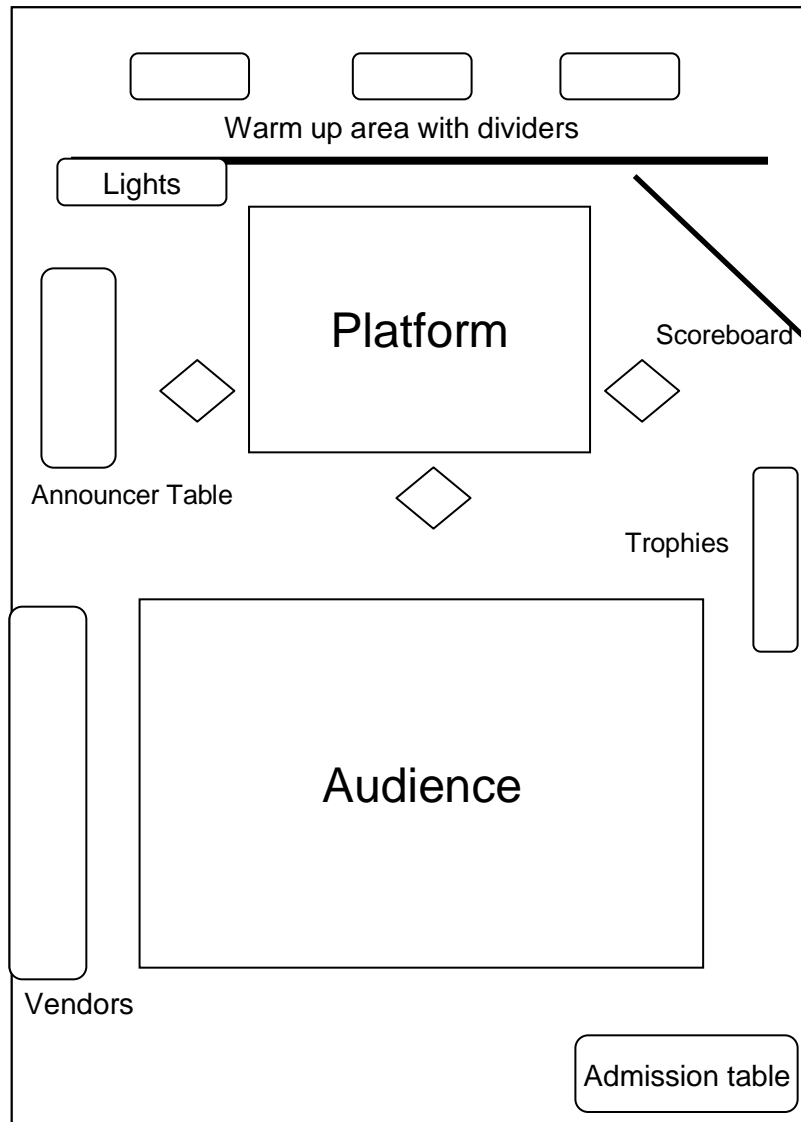 Warm up area with dividers
Lights
Platform
Scoreboard
Announcer Table
Trophies
Audience
Vendors
Admission table